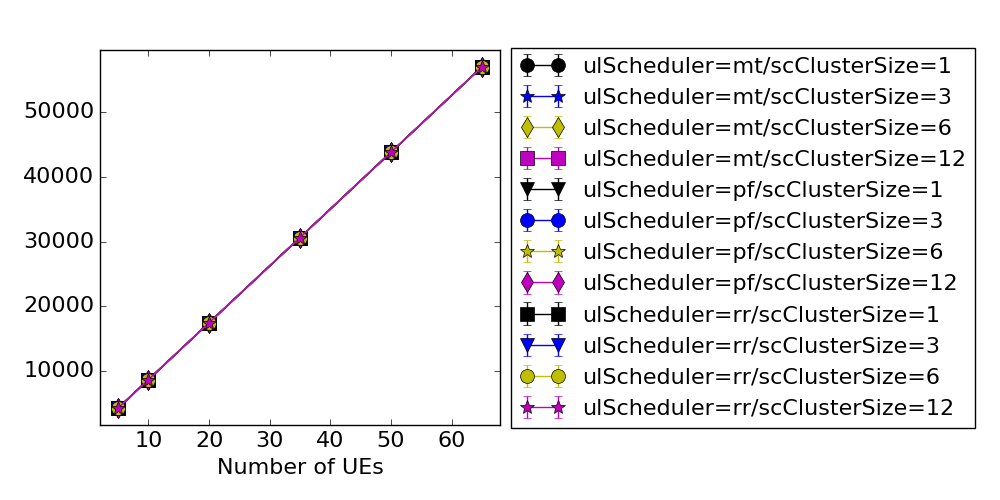 50000
40000
30000
20000
10000
10 20 30 40 50 60
Number of UEs
ulScheduler=mt/scClusterSize=1
ulScheduler=mt/scClusterSize=3
ulScheduler=mt/scClusterSize=6
ulScheduler=mt/scClusterSize=12
ulScheduler=pf/scClusterSize=1
ulScheduler=pf/scClusterSize=3
ulScheduler=pf/scClusterSize=6
ulScheduler=pf/scClusterSize=12
ulScheduler=rr/scClusterSize=1
ulScheduler=rr/scClusterSize=3
ulScheduler=rr/scClusterSize=6
ulScheduler=rr/scClusterSize=12